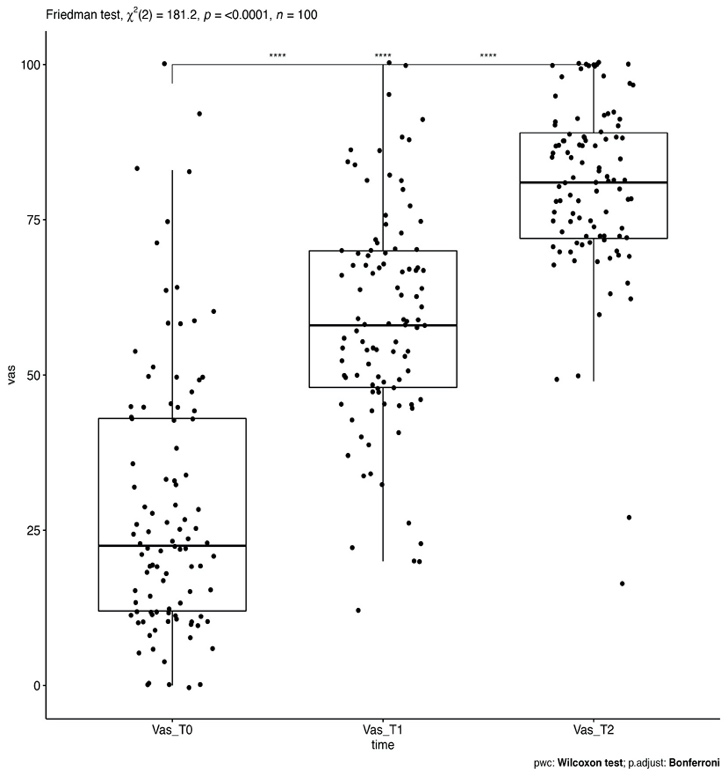 Friedman test, χ²(2) = 181.2, p = <0.0001, n = 100
**** **** ****
100
75
50
25
0
vas
Vas_T0 Vas_T1 Vas_T2
time
pwc: Wilcoxon test; p.adjust: Bonferroni